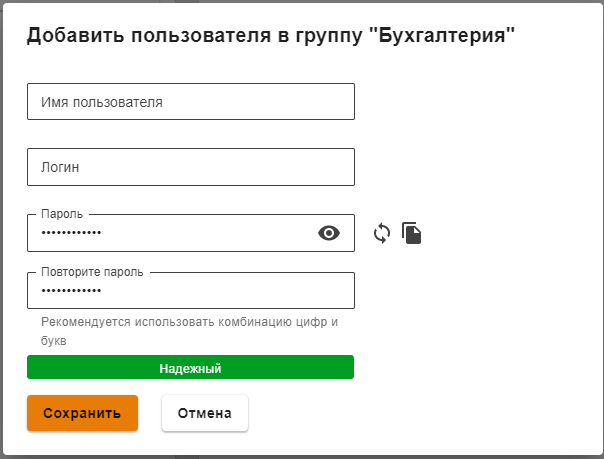 Добавить пользователя в группу "Бухгалтерия"
Имя пользователя
Логин
Пароль
••••••••••••
Повторите пароль
••••••••••••
Рекомендуется использовать комбинацию цифр и
букв
Надежный
Сохранить
Отмена